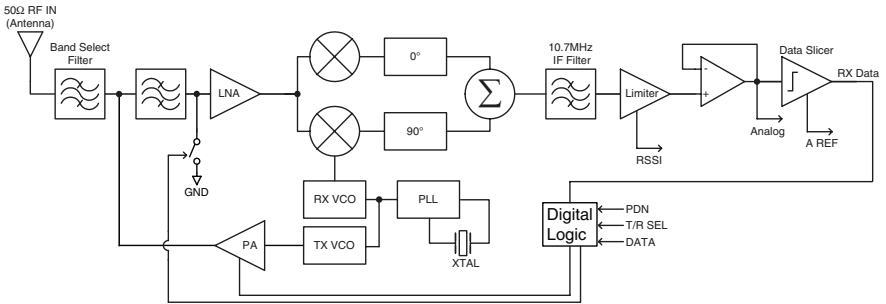 50Ω RF IN
(Antenna)
Band Select
Filter
LNA
0°
90°
Σ
10.7MHz
IF Filter
Limiter
RSSI
-
+
Analog
Data Slicer
A REF
RX Data
GND
RX VCO
PLL
XTAL
PA
TX VCO
Digital
Logic
PDN
T/R SEL
DATA